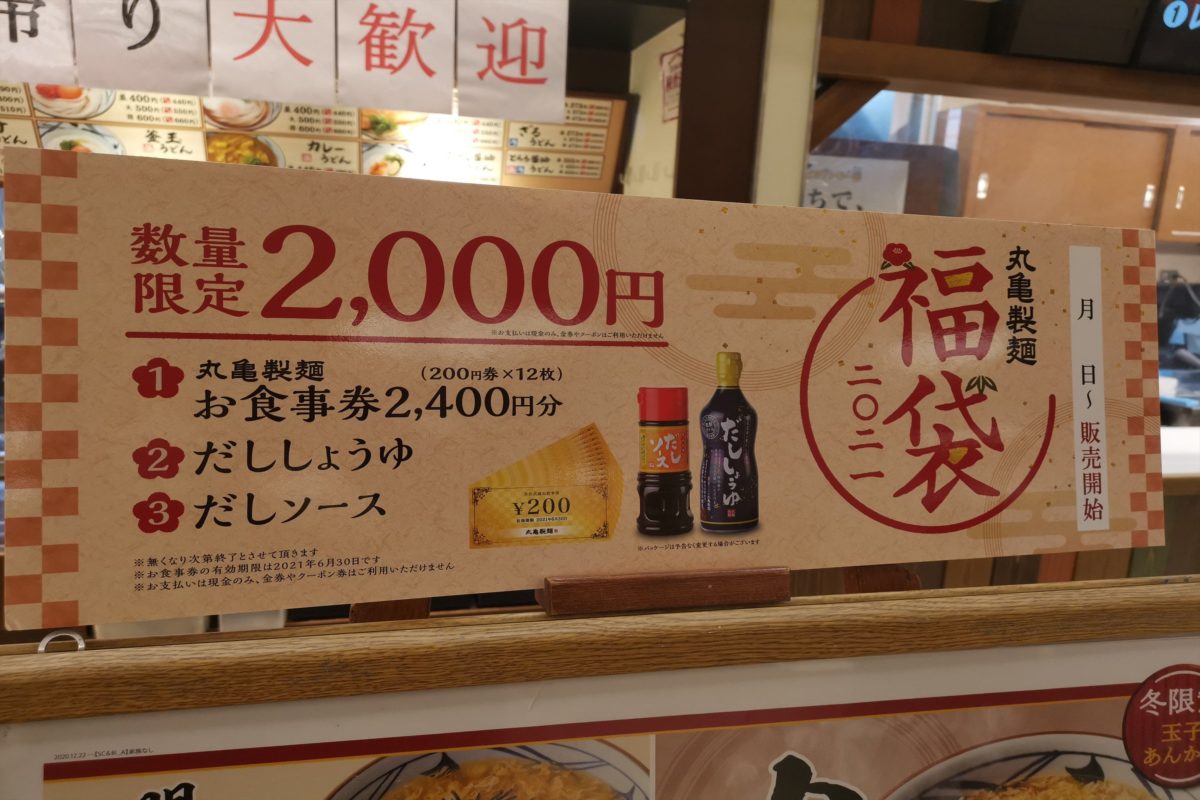 帰り大歓迎
釜玉
うどん
カレー
うどん
ざる
うどん
数量
限定
2,000円
※お支払いは現金のみ、金券やクーポンはご利用いただけません
1 丸亀製麺
お食事券2,400円分
(200円券×12枚)
2 だししょうゆ
3 だしソース
※無くなり次第終了とさせて頂きます
※お食事券の有効期限は2021年6月30日です
※お支払いは現金のみ、金券やクーポン券はご利用いただけません
¥200
丸亀製麺
だし
ソース
だししょうゆ
※パッケージは予告なく変更する場合がございます
丸亀製麺
福袋
二〇二一
月 日～販売開始
ちで、
冬限
玉子
あんか